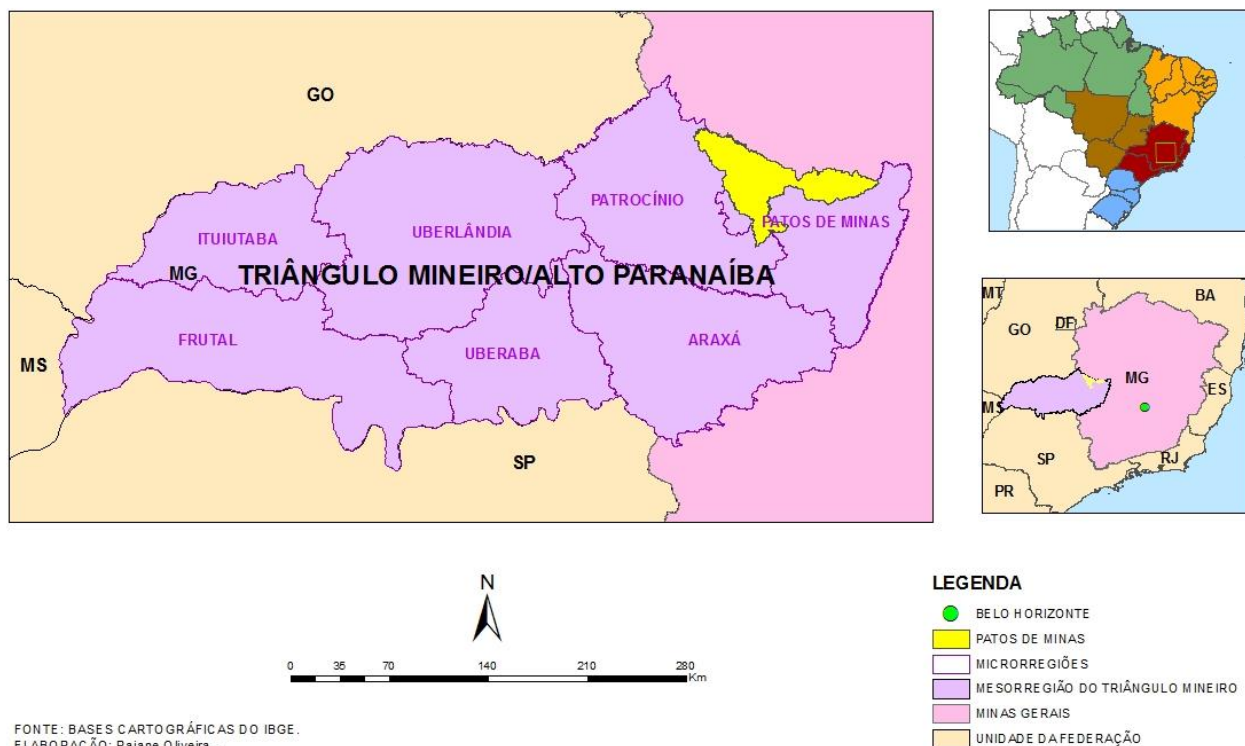 GO
PATROCÍNIO
PATOS DE MINAS
ITUIUTABA
UBERLÂNDIA
MG
TRIÂNGULO MINEIRO/ALTO PARANAÍBA
FRUTAL
UBERABA
ARAXÁ
MS
SP
MT
BA
GO
DF
MG
ES
MS
SP
RJ
PR
N
0 35 70 140 210 280
Km
LEGENDA
BELO HORIZONTE
PATOS DE MINAS
MICRORREGIÕES
MESORREGIÃO DO TRIÂNGULO MINEIRO
MINAS GERAIS
UNIDADE DA FEDERAÇÃO
FONTE: BASES CARTOGRÁFICAS DO IBGE.
ELABORAÇÃO: Oliveira